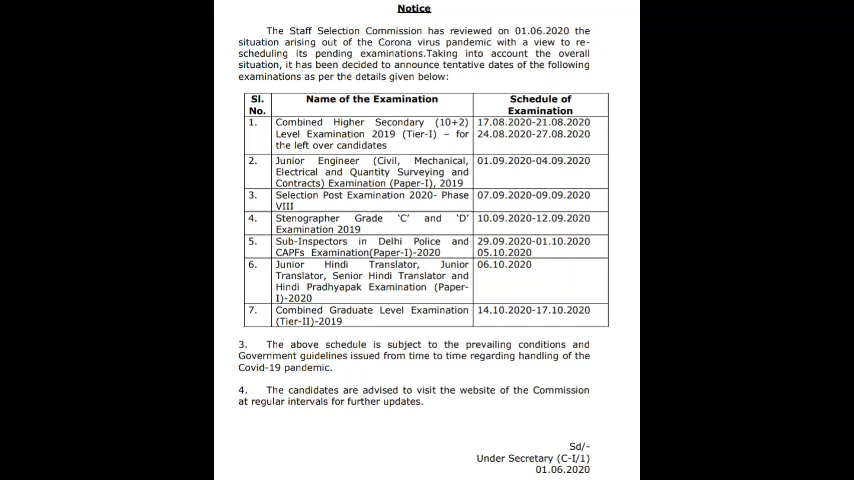 Notice
The Staff Selection Commission has reviewed on 01.06.2020 the
situation arising out of the Corona virus pandemic with a view to re-
scheduling its pending examinations.Taking into account the overall
situation, it has been decided to announce tentative dates of the following
examinations as per the details given below:
Sl. No. Name of the Examination Schedule of Examination
1. Combined Higher Secondary (10+2) 17.08.2020-21.08.2020
Level Examination 2019 (Tier-I) – for 24.08.2020-27.08.2020
the left over candidates
2. Junior Engineer (Civil, Mechanical, 01.09.2020-04.09.2020
Electrical and Quantity Surveying and
Contracts) Examination (Paper-I), 2019
3. Selection Post Examination 2020- Phase 07.09.2020-09.09.2020
VIII
4. Stenographer Grade ‘C’ and ‘D’ 10.09.2020-12.09.2020
Examination 2019
5. Sub-Inspectors in Delhi Police and 29.09.2020-01.10.2020
CAPFs Examination(Paper-I)-2020 05.10.2020
6. Junior Hindi Translator, Junior 06.10.2020
Translator, Senior Hindi Translator and
Hindi Pradhyapak Examination (Paper-
I)-2020
7. Combined Graduate Level Examination 14.10.2020-17.10.2020
(Tier-II)-2019
3. The above schedule is subject to the prevailing conditions and
Government guidelines issued from time to time regarding handling of the
Covid-19 pandemic.
4. The candidates are advised to visit the website of the Commission
at regular intervals for further updates.
Sd/-
Under Secretary (C-I/1)
01.06.2020